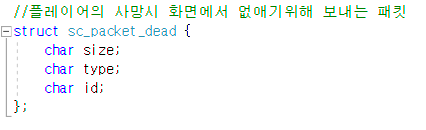 //플레이어의 사망시 화면에서 없애기위해 보내는 패킷
struct sc_packet_dead {
char size;
char type;
char id;
};